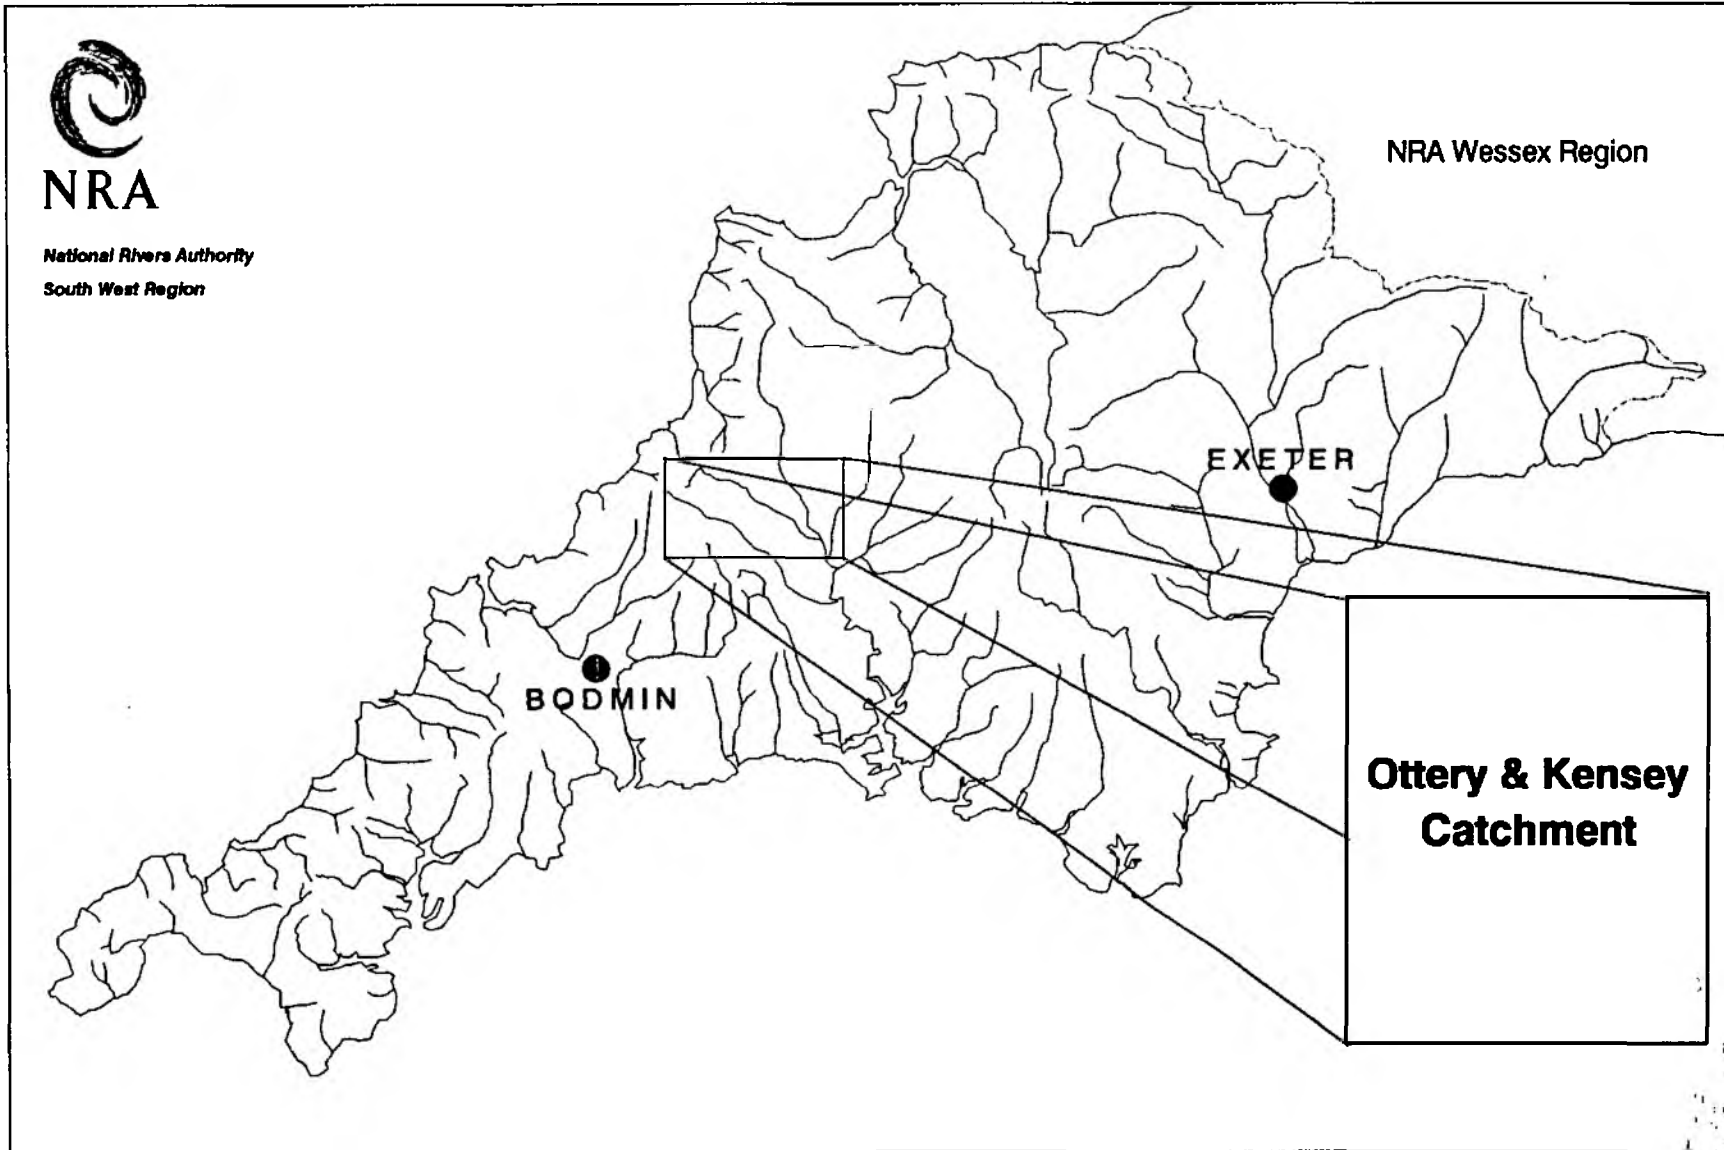 NRA
National Rivers Authority
South West Region
NRA Wessex Region
EXETER
BODMIN
Ottery & Kensey
Catchment